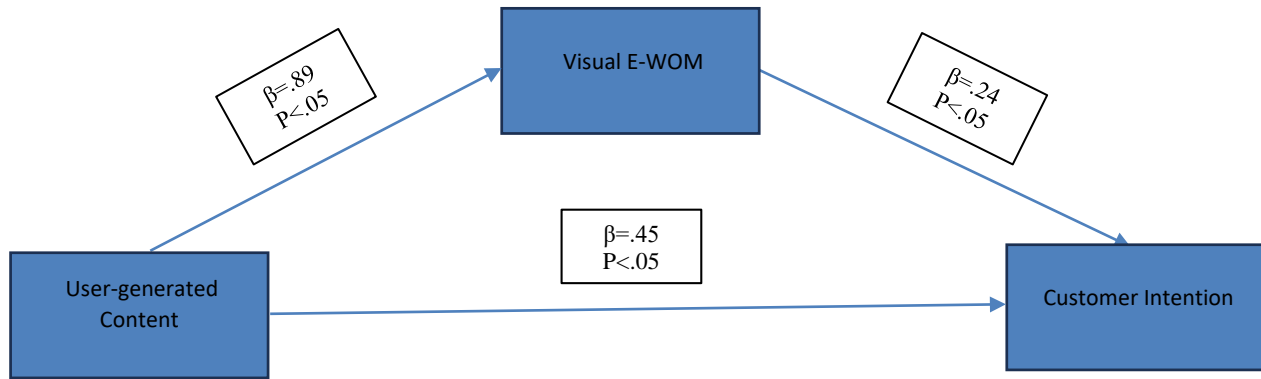 Visual E-WOM
β=.89
P<.05
β=.24
P<.05
β=.45
P<.05
User-generated
Content
Customer Intention